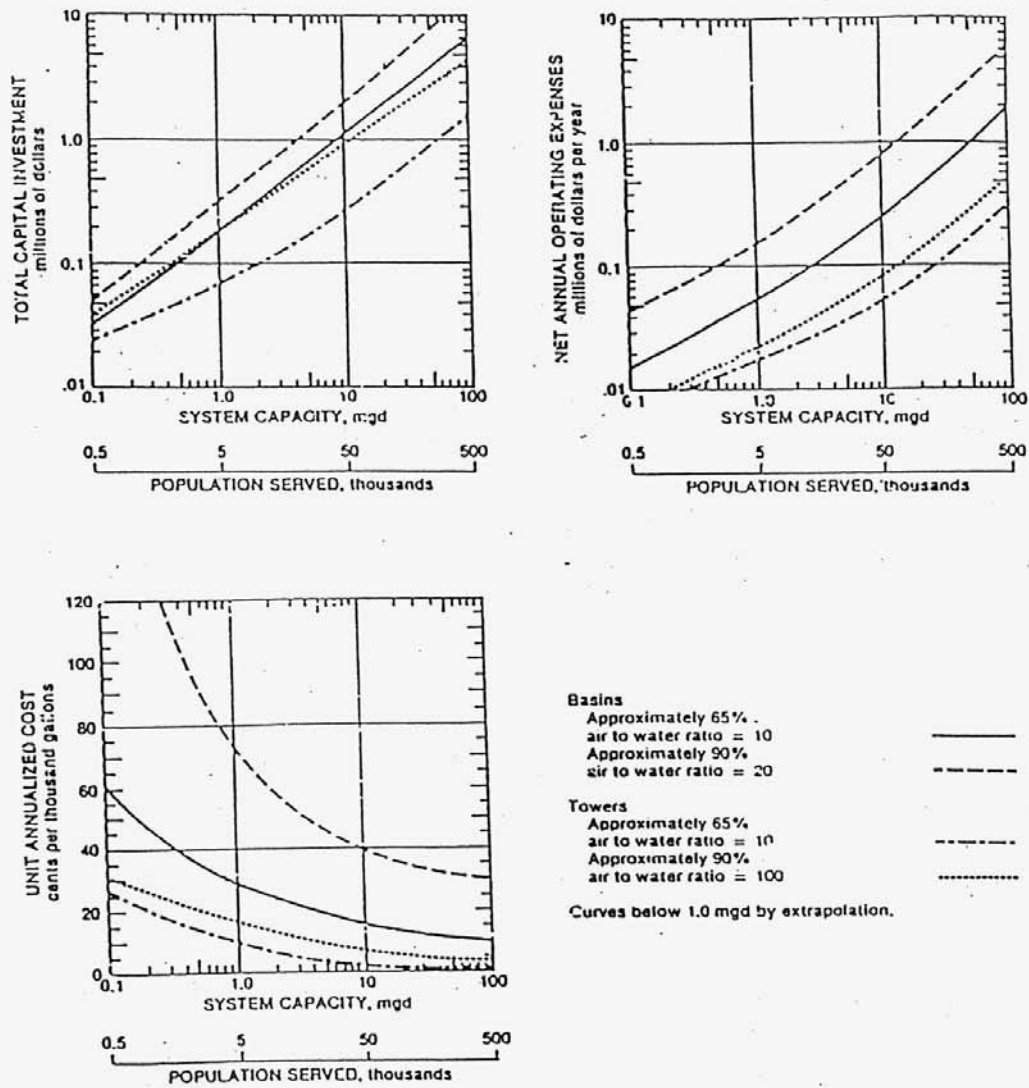 TOTAL CAPITAL INVESTMENT
millions of dollars
10
1.0
0.1
.01
0.1
1.0
10
100
SYSTEM CAPACITY, mgd
0.5
5
50
500
POPULATION SERVED, thousands
NET ANNUAL OPERATING EXPENSES
millions of dollars per year
10
1.0
0.1
.01
0.1
1.0
10
100
SYSTEM CAPACITY, mgd
0.5
5
50
500
POPULATION SERVED, thousands
UNIT ANNUALIZED COST
cents per thousand gallons
120
100
80
60
40
20
0
0.1
1.0
10
100
SYSTEM CAPACITY, mgd
0.5
5
50
500
POPULATION SERVED, thousands
Basins
Approximately 65%
air to water ratio = 10
Approximately 90%
air to water ratio = 20
Towers
Approximately 65%
air to water ratio = 10
Approximately 90%
air to water ratio = 100
Curves below 1.0 mgd by extrapolation.